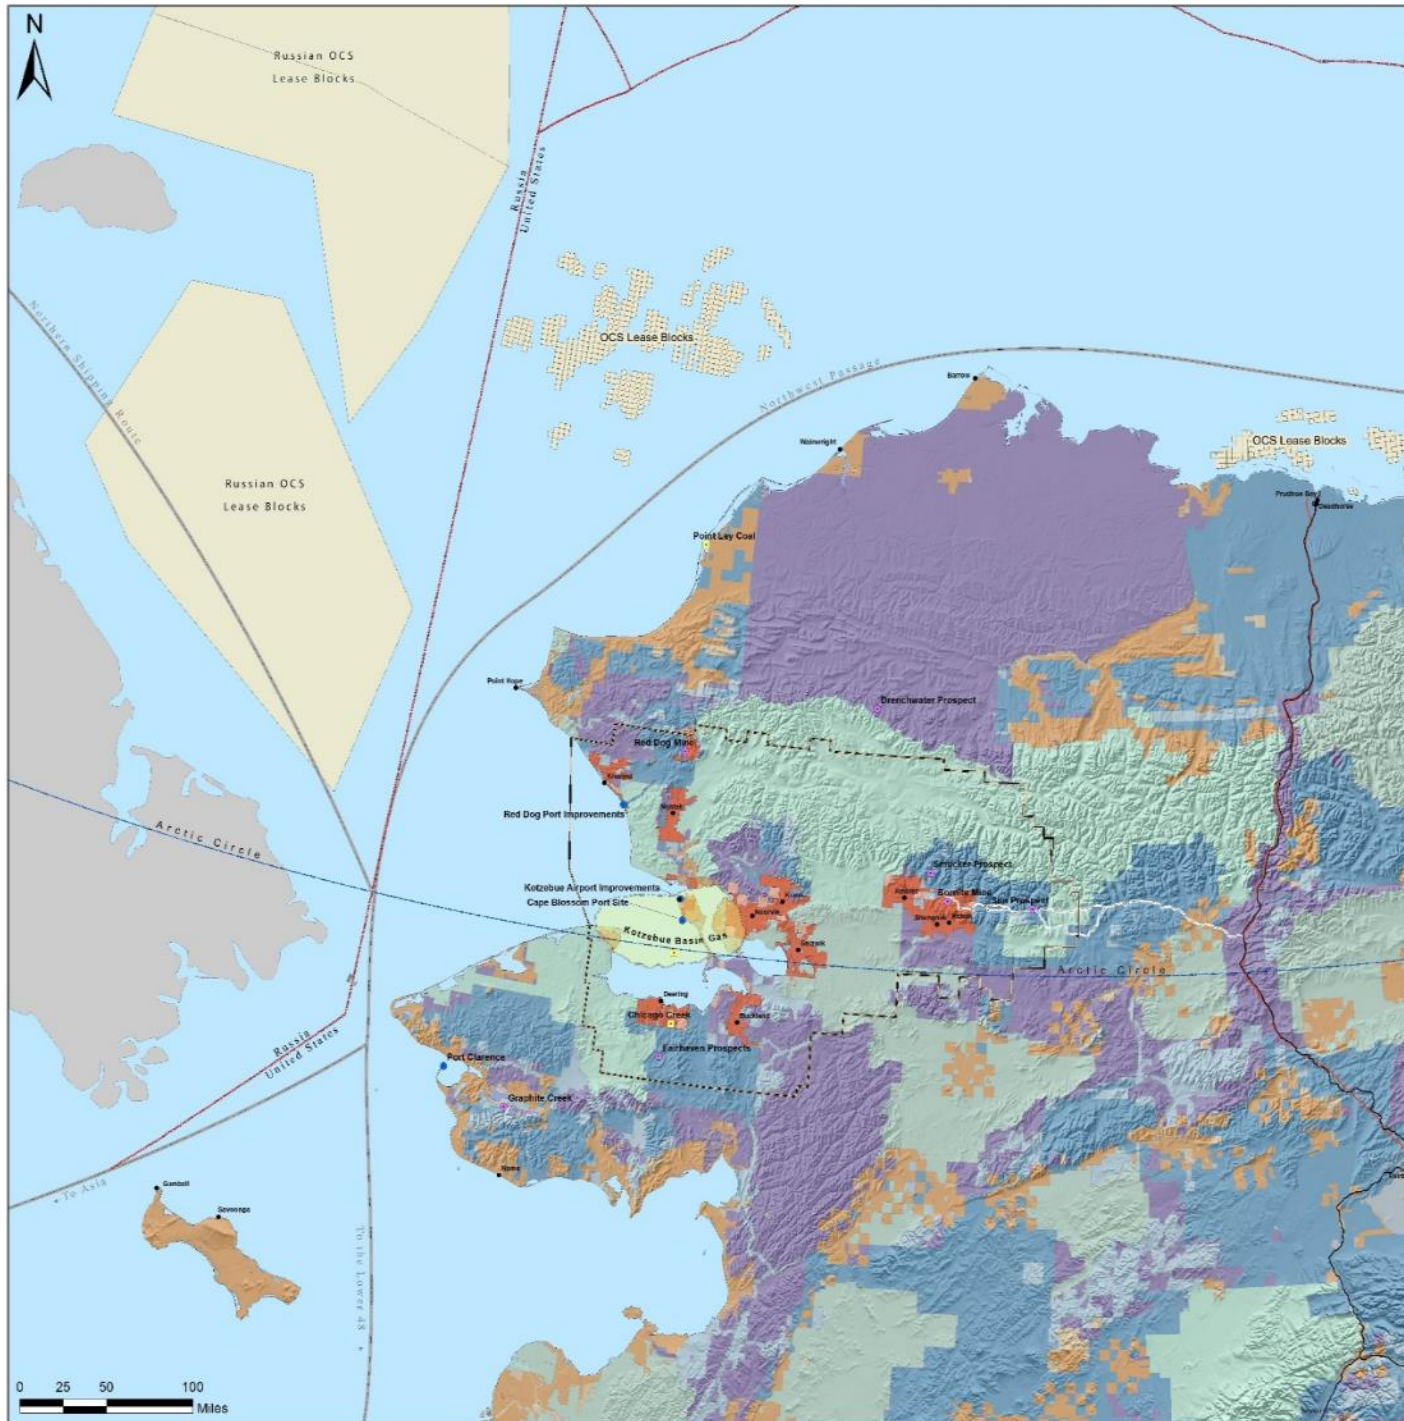 N
Russian OCS
Lease Blocks
Russia
United States
Northern Shipping Route
OCS Lease Blocks
Northwest Passage
Barrow
Wainwright
OCS Lease Blocks
Prudhoe Bay
Deadhorse
Russian OCS
Lease Blocks
Point Lay Coal
Point Hope
Drenchwater Prospect
Red Dog Mine
Kivalina
Red Dog Port Improvements
Noatak
Arctic Circle
Smucker Prospect
Kotzebue Airport Improvements
Cape Blossom Port Site
Kiana
Ambler
Bornite Mine
Sun Prospect
Noorvik
Shungnak
Kobuk
Kotzebue Basin Gas
Selawik
Arctic Circle
Deering
Chicago Creek
Buckland
Russia
United States
Fairhaven Prospects
Port Clarence
Graphite Creek
Nome
To Asia
Gambell
Savoonga
To the Lower 48
0 25 50 100
Miles